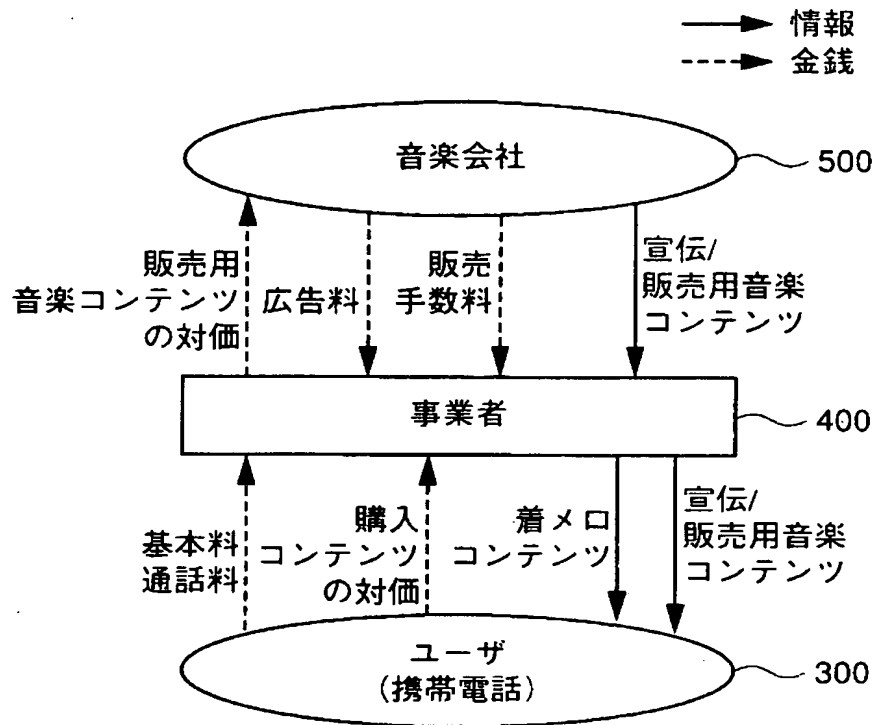 情報
金銭
音楽会社
500
販売用
音楽コンテンツ
の対価
広告料
販売
手数料
宣伝/
販売用音楽
コンテンツ
事業者
400
基本料
通話料
購入
コンテンツ
の対価
着メロ
コンテンツ
宣伝/
販売用音楽
コンテンツ
ユーザ
(携帯電話)
300